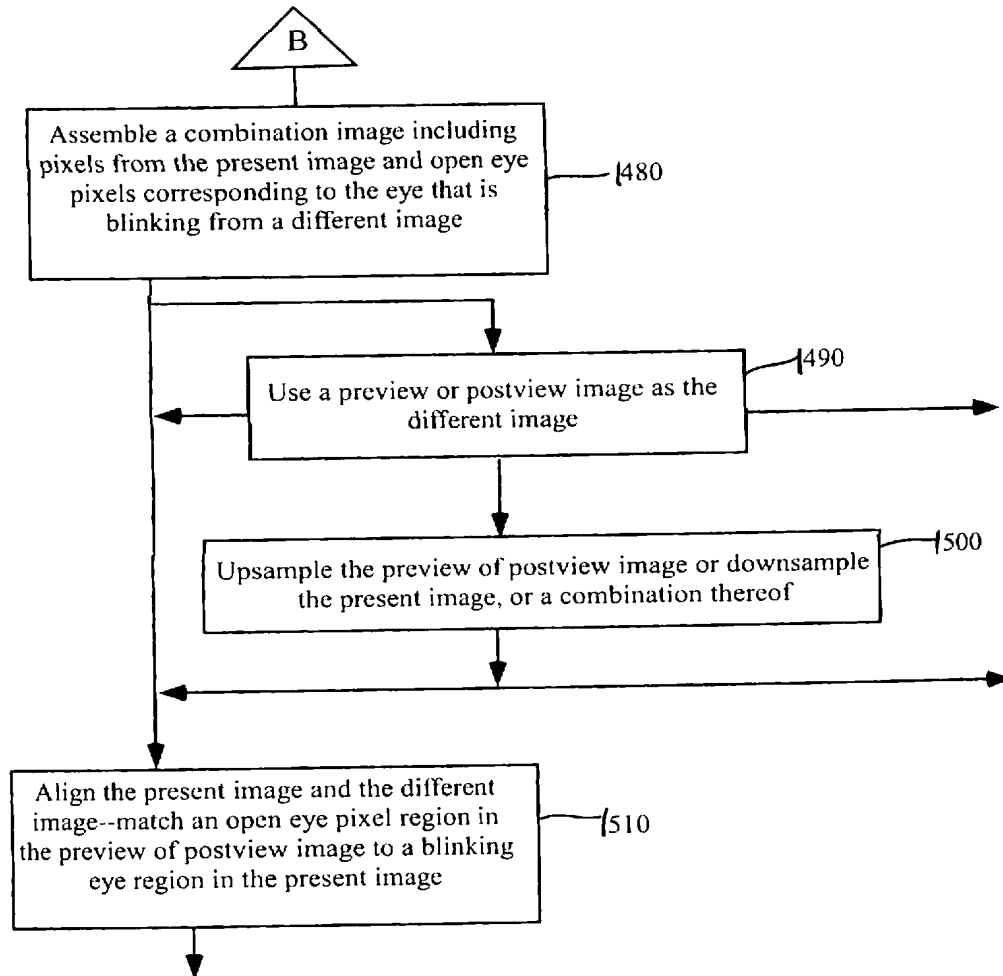 B
Assemble a combination image including
pixels from the present image and open eye
pixels corresponding to the eye that is
blinking from a different image
480
490
Use a preview or postview image as the
different image
500
Upsample the preview of postview image or downsample
the present image, or a combination thereof
Align the present image and the different
image--match an open eye pixel region in
the preview of postview image to a blinking
eye region in the present image
510